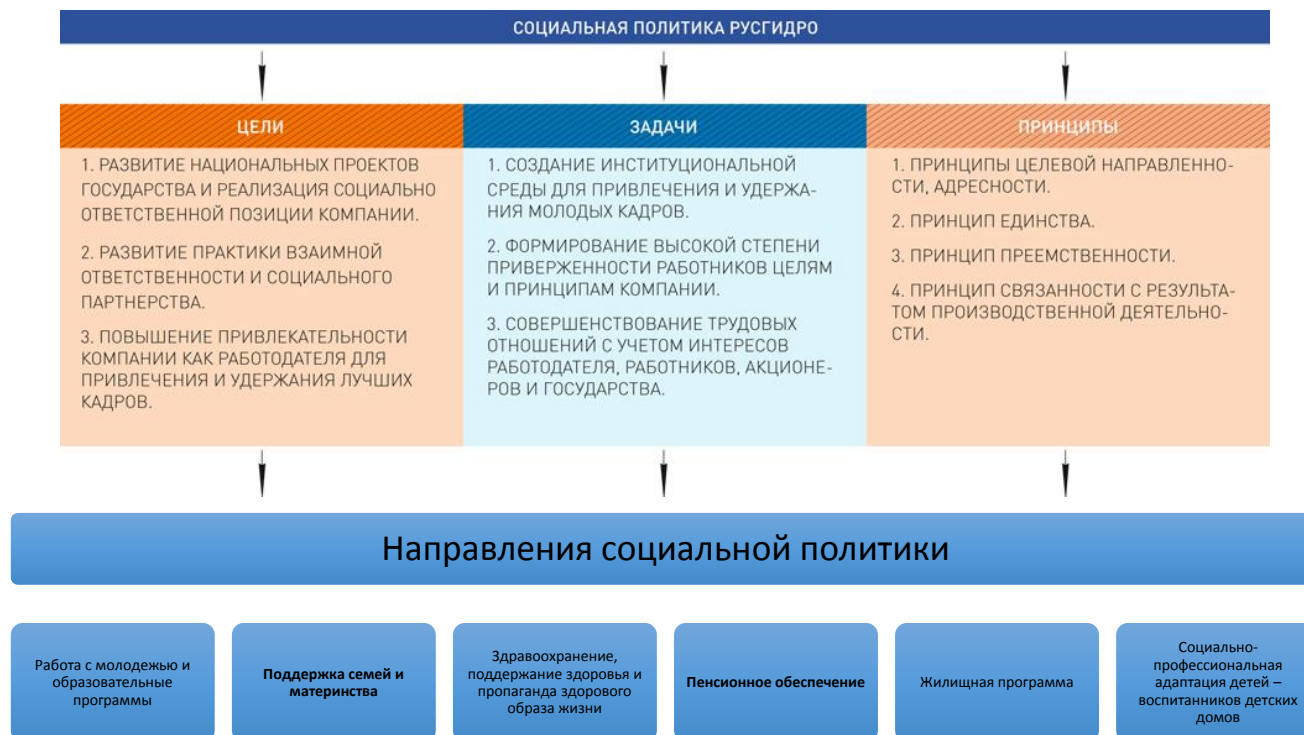 СОЦИАЛЬНАЯ ПОЛИТИКА РУСГИДРО
ЦЕЛИ
1. РАЗВИТИЕ НАЦИОНАЛЬНЫХ ПРОЕКТОВ
ГОСУДАРСТВА И РЕАЛИЗАЦИЯ СОЦИАЛЬНО
ОТВЕТСТВЕННОЙ ПОЗИЦИИ КОМПАНИИ.
2. РАЗВИТИЕ ПРАКТИКИ ВЗАИМНОЙ
ОТВЕТСТВЕННОСТИ И СОЦИАЛЬНОГО
ПАРТНЕРСТВА.
3. ПОВЫШЕНИЕ ПРИВЛЕКАТЕЛЬНОСТИ
КОМПАНИИ КАК РАБОТОДАТЕЛЯ ДЛЯ
ПРИВЛЕЧЕНИЯ И УДЕРЖАНИЯ ЛУЧШИХ
КАДРОВ.
ЗАДАЧИ
1. СОЗДАНИЕ ИНСТИТУЦИОНАЛЬНОЙ
СРЕДЫ ДЛЯ ПРИВЛЕЧЕНИЯ И УДЕРЖА-
НИЯ МОЛОДЫХ КАДРОВ.
2. ФОРМИРОВАНИЕ ВЫСОКОЙ СТЕПЕНИ
ПРИВЕРЖЕННОСТИ РАБОТНИКОВ ЦЕЛЯМ
И ПРИНЦИПАМ КОМПАНИИ.
3. СОВЕРШЕНСТВОВАНИЕ ТРУДОВЫХ
ОТНОШЕНИЙ С УЧЕТОМ ИНТЕРЕСОВ
РАБОТОДАТЕЛЯ, РАБОТНИКОВ, АКЦИОНЕ-
РОВ И ГОСУДАРСТВА.
ПРИНЦИПЫ
1. ПРИНЦИПЫ ЦЕЛЕВОЙ НАПРАВЛЕННО-
СТИ, АДРЕСНОСТИ.
2. ПРИНЦИП ЕДИНСТВА.
3. ПРИНЦИП ПРЕЕМСТВЕННОСТИ.
4. ПРИНЦИП СВЯЗАННОСТИ С РЕЗУЛЬТА-
ТОМ ПРОИЗВОДСТВЕННОЙ ДЕЯТЕЛЬНО-
СТИ.
Направления социальной политики
Работа с молодежью и
образовательные
программы
Поддержка семей и
материнства
Здравоохранение,
поддержание здоровья и
пропаганда здорового
образа жизни
Пенсионное обеспечение
Жилищная программа
Социально-
профессиональная
адаптация детей –
воспитанников детских
домов